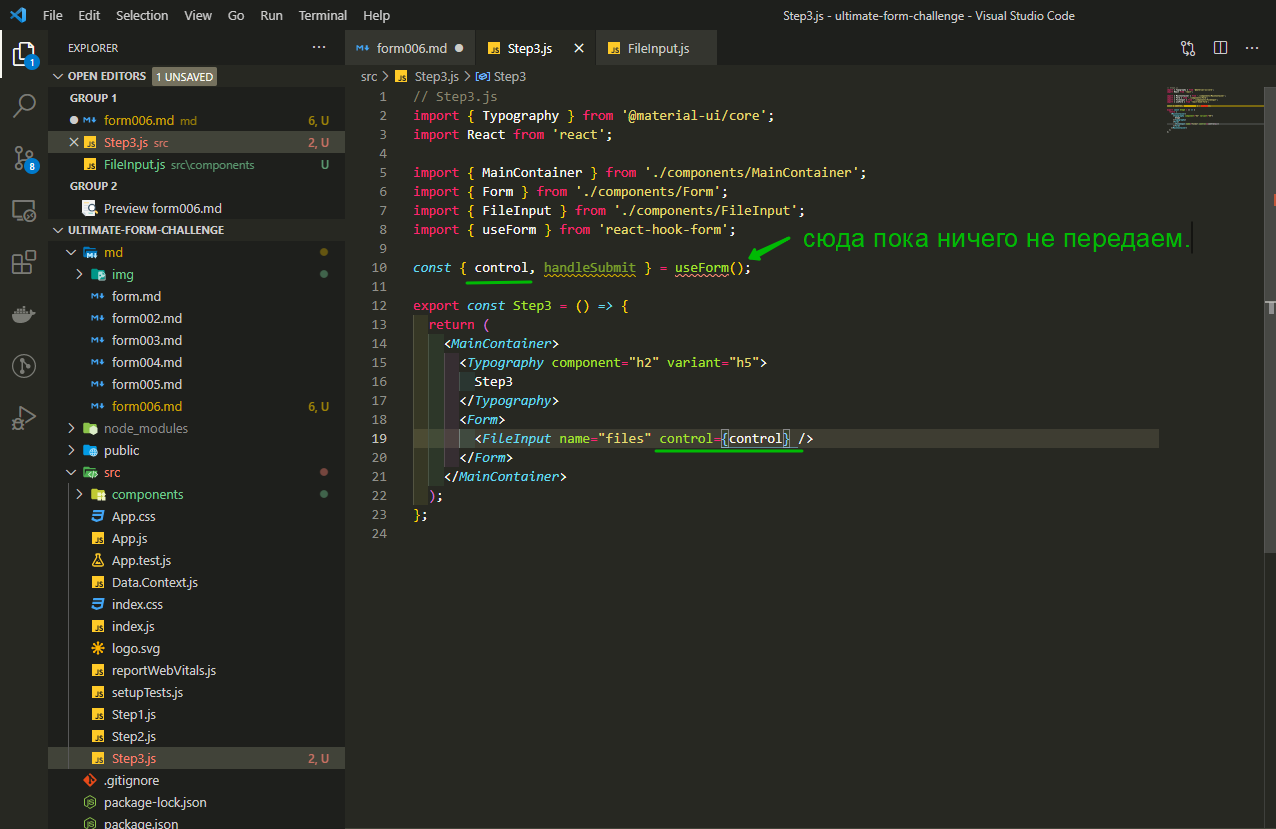 File Edit Selection View Go Run Terminal Help
Step3.js - ultimate-form-challenge - Visual Studio Code
EXPLORER
OPEN EDITORS 1 UNSAVED
GROUP 1
form006.md md 6, U
Step3.js src 2, U
FileInput.js src\components U
GROUP 2
Preview form006.md
ULTIMATE-FORM-CHALLENGE
md
img
form.md
form002.md
form003.md
form004.md
form005.md
form006.md 6, U
node_modules
public
src
components
App.css
App.js
App.test.js
Data.Context.js
index.css
index.js
logo.svg
reportWebVitals.js
setupTests.js
Step1.js
Step2.js
Step3.js 2, U
.gitignore
package-lock.json
package.json
1
8
form006.md Step3.js FileInput.js
src > Step3.js > Step3
1 // Step3.js
2 import { Typography } from '@material-ui/core';
3 import React from 'react';
4
5 import { MainContainer } from './components/MainContainer';
6 import { Form } from './components/Form';
7 import { FileInput } from './components/FileInput';
8 import { useForm } from 'react-hook-form';
9
сюда пока ничего не передаем.
10 const { control, handleSubmit } = useForm();
11
12 export const Step3 = () => {
13 return (
14 <MainContainer>
15 <Typography component="h2" variant="h5">
16 Step3
17 </Typography>
18 <Form>
19 <FileInput name="files" control={control} />
20 </Form>
21 </MainContainer>
22 );
23 };
24